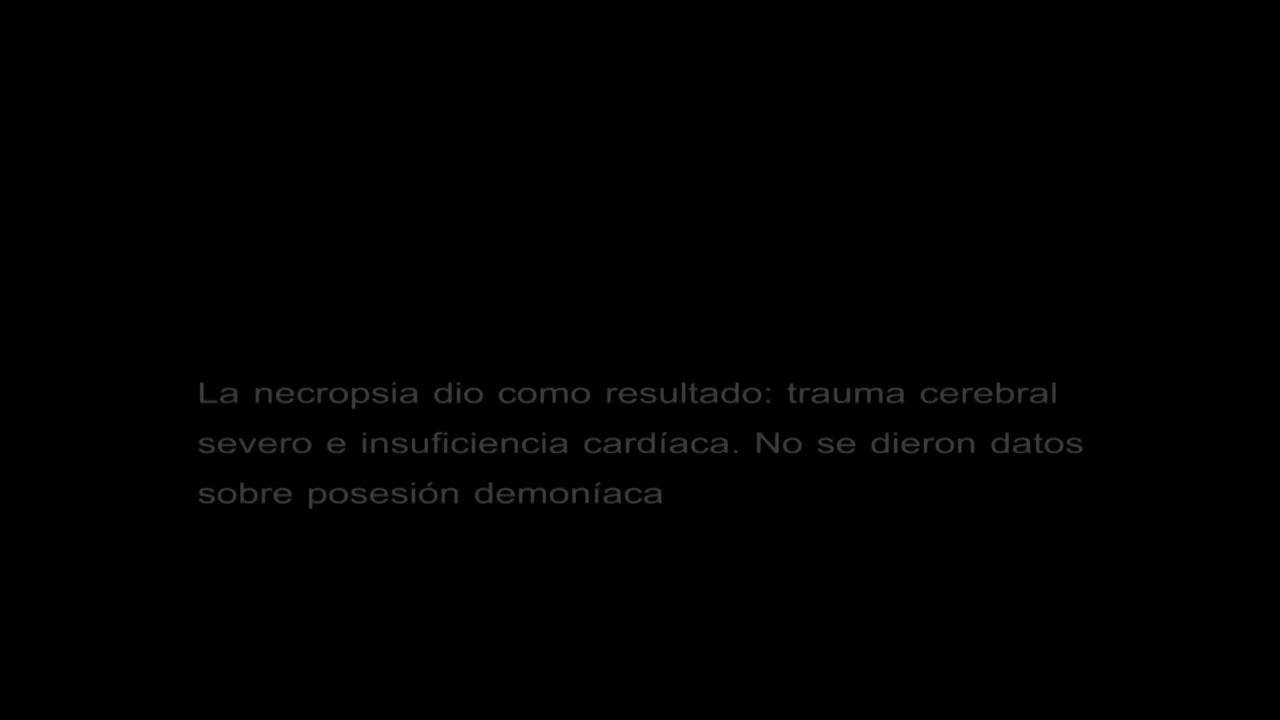 La necropsia dio como resultado: trauma cerebral
severo e insuficiencia cardíaca. No se dieron datos
sobre posesión demoníaca